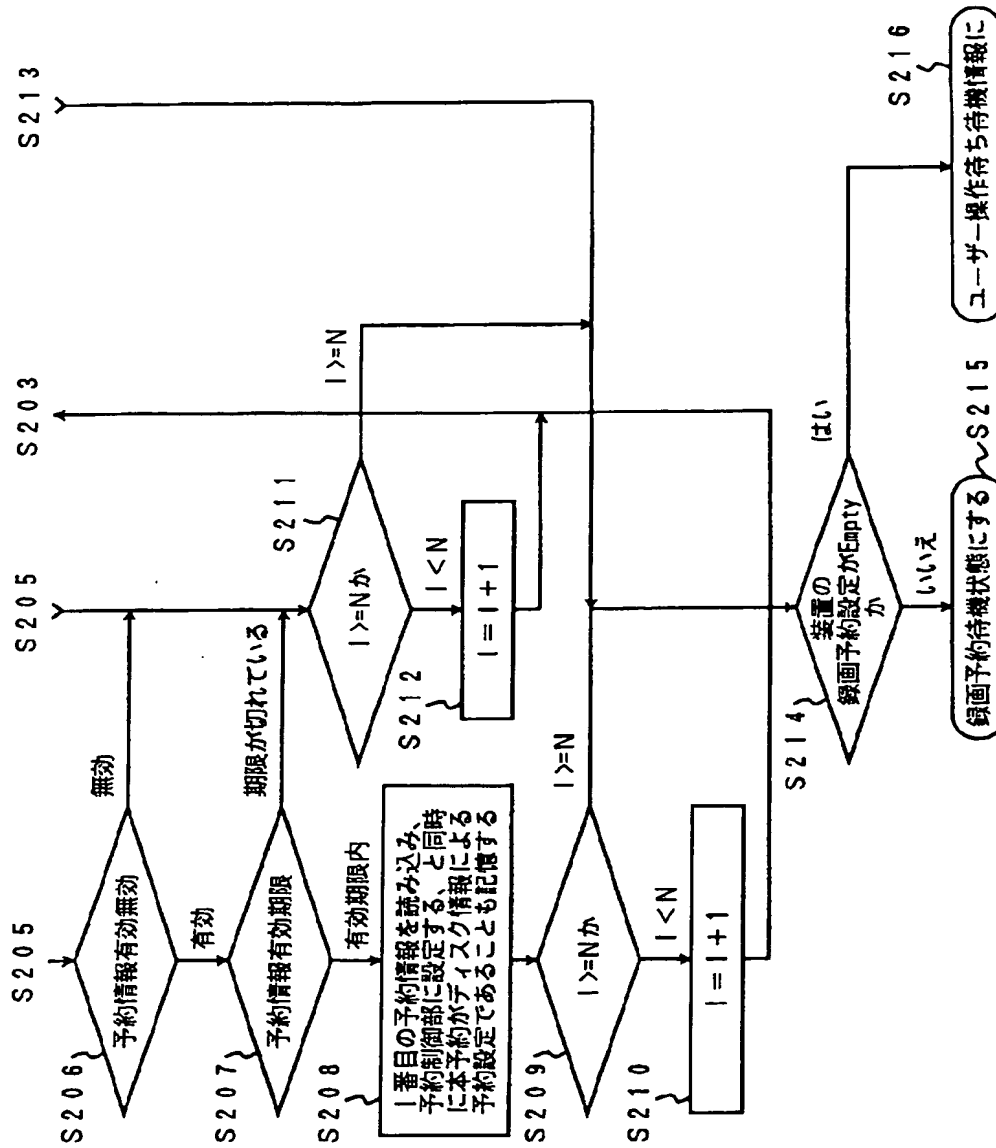 S205
S205
S203
S213
S206
予約情報有効無効
無効
有効
S207
予約情報有効期限
期限が切れている
有効期限内
S208
I番目の予約情報を読み込み、
予約制御部に設定する、と同時
に本予約がディスク情報による
予約設定であることも記憶する
S209
I>=Nか
I>=N
I<N
S210
I=I+1
S211
I>=Nか
I>=N
I<N
S212
I=I+1
S214
装置の
録画予約設定がEmpty
か
はい
いいえ
録画予約待機状態にする
S215
S216
ユーザー操作待ち待機情報に